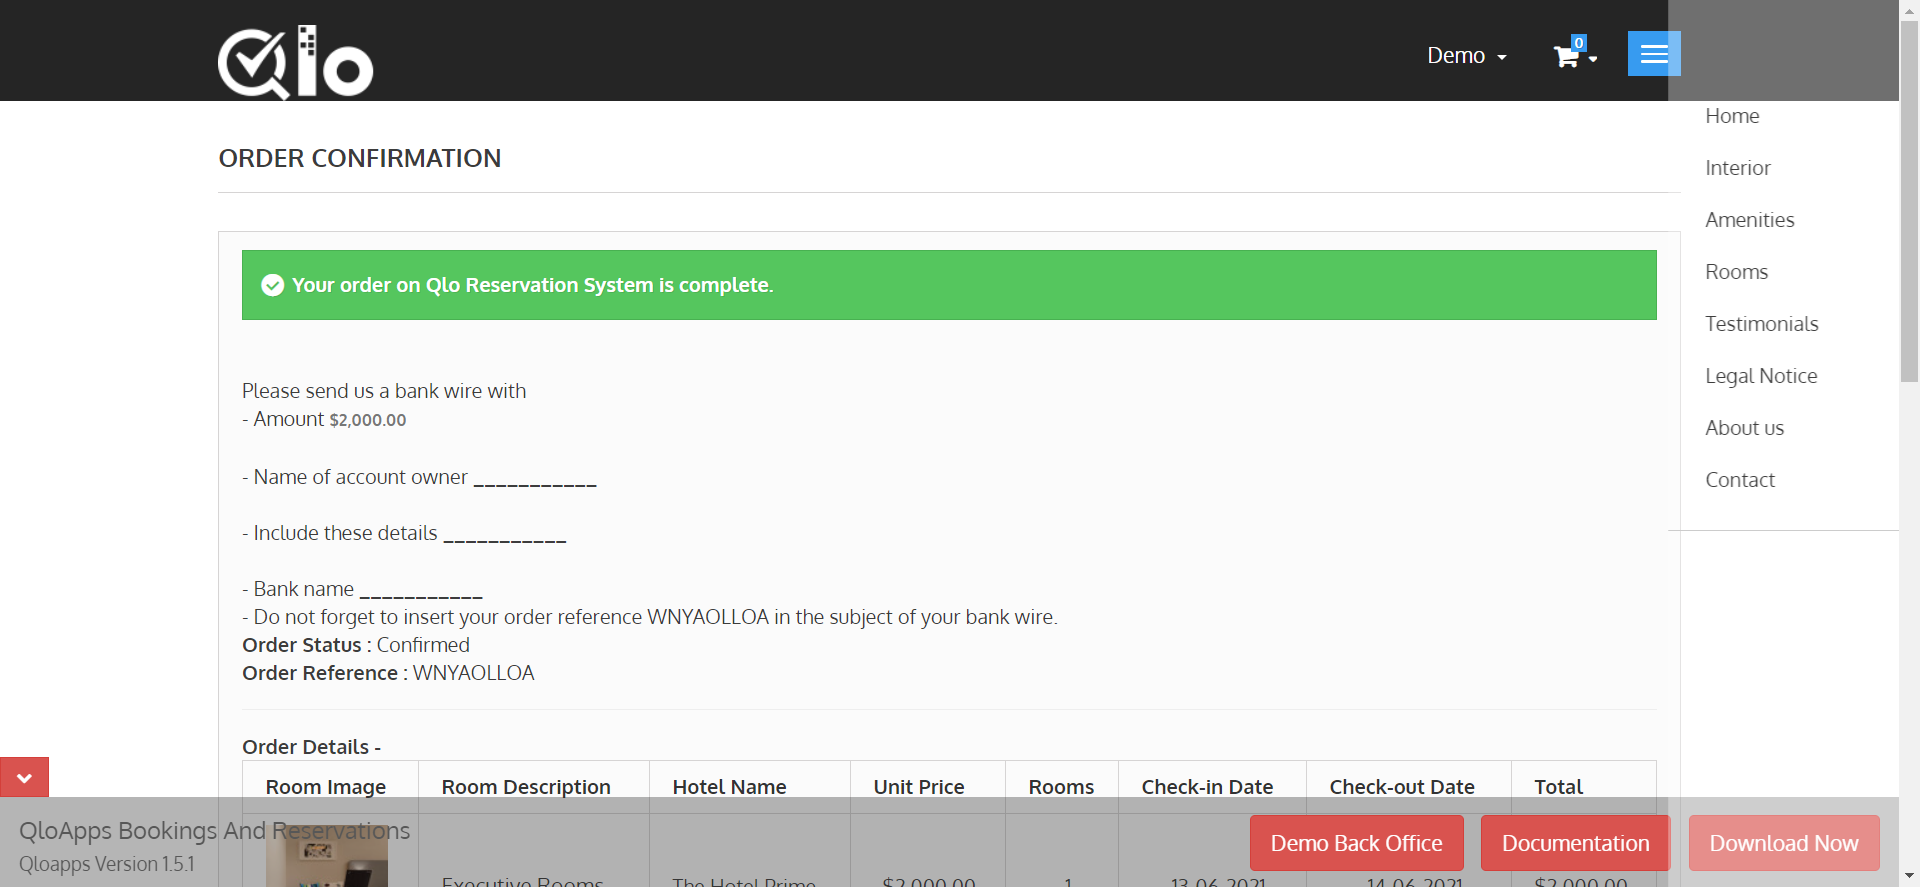 Qlo
Demo
0
Home
Interior
Amenities
Rooms
Testimonials
Legal Notice
About us
Contact
ORDER CONFIRMATION
Your order on Qlo Reservation System is complete.
Please send us a bank wire with
- Amount $2,000.00
- Name of account owner ___________
- Include these details ___________
- Bank name ___________
- Do not forget to insert your order reference WNYAOLLOA in the subject of your bank wire.
Order Status : Confirmed
Order Reference : WNYAOLLOA
Order Details -
Room Image Room Description Hotel Name Unit Price Rooms Check-in Date Check-out Date Total
Executive Rooms The Hotel Prime $2,000.00 1 13-06-2021 14-06-2021 $2,000.00
QloApps Bookings And Reservations
Qloapps Version 1.5.1
Demo Back Office
Documentation
Download Now